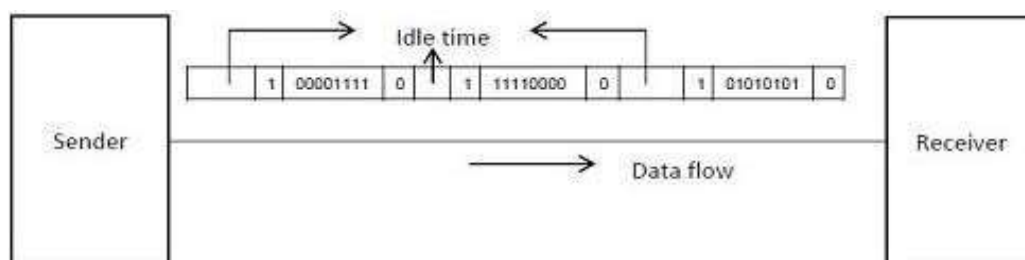 Idle time
1 00001111 0 1 11110000 0 1 01010101 0
Sender
Receiver
Data flow